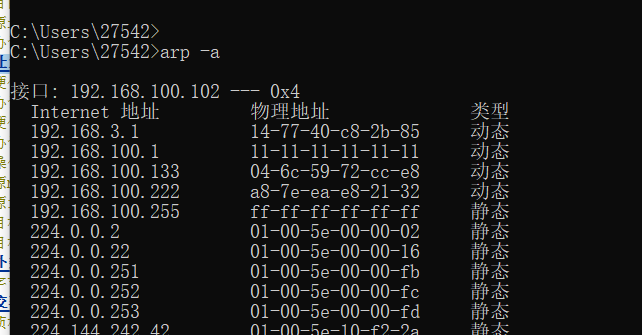 C:\Users\27542>
C:\Users\27542>arp -a
接口: 192.168.100.102 --- 0x4
Internet 地址 物理地址 类型
192.168.3.1 14-77-40-c8-2b-85 动态
192.168.100.1 11-11-11-11-11-11 动态
192.168.100.133 04-6c-59-72-cc-e8 动态
192.168.100.222 a8-7e-ea-e8-21-32 动态
192.168.100.255 ff-ff-ff-ff-ff-ff 静态
224.0.0.2 01-00-5e-00-00-02 静态
224.0.0.22 01-00-5e-00-00-16 静态
224.0.0.251 01-00-5e-00-00-fb 静态
224.0.0.252 01-00-5e-00-00-fc 静态
224.0.0.253 01-00-5e-00-00-fd 静态
224.144.242.42 01-00-5e-10-f2-2a 静态